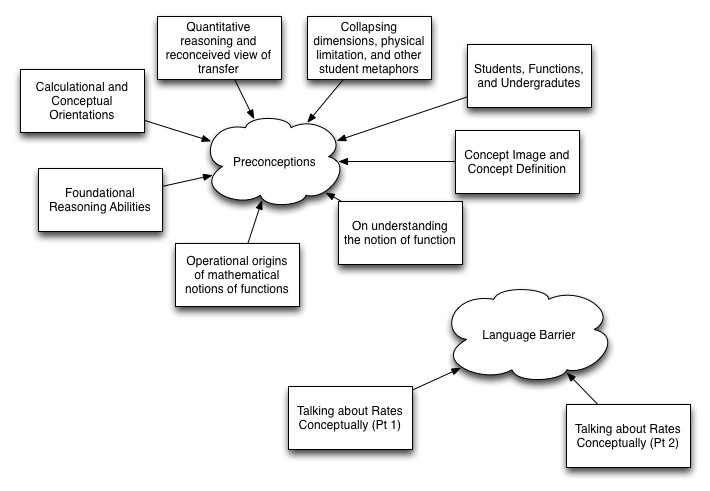 Quantitative
reasoning and
reconceived view of
transfer
Collapsing
dimensions, physical
limitation, and other
student metaphors
Students, Functions,
and Undergradutes
Calculational and
Conceptual
Orientations
Preconceptions
Concept Image and
Concept Definition
Foundational
Reasoning Abilities
On understanding
the notion of function
Operational origins
of mathematical
notions of functions
Language Barrier
Talking about Rates
Conceptually (Pt 1)
Talking about Rates
Conceptually (Pt 2)